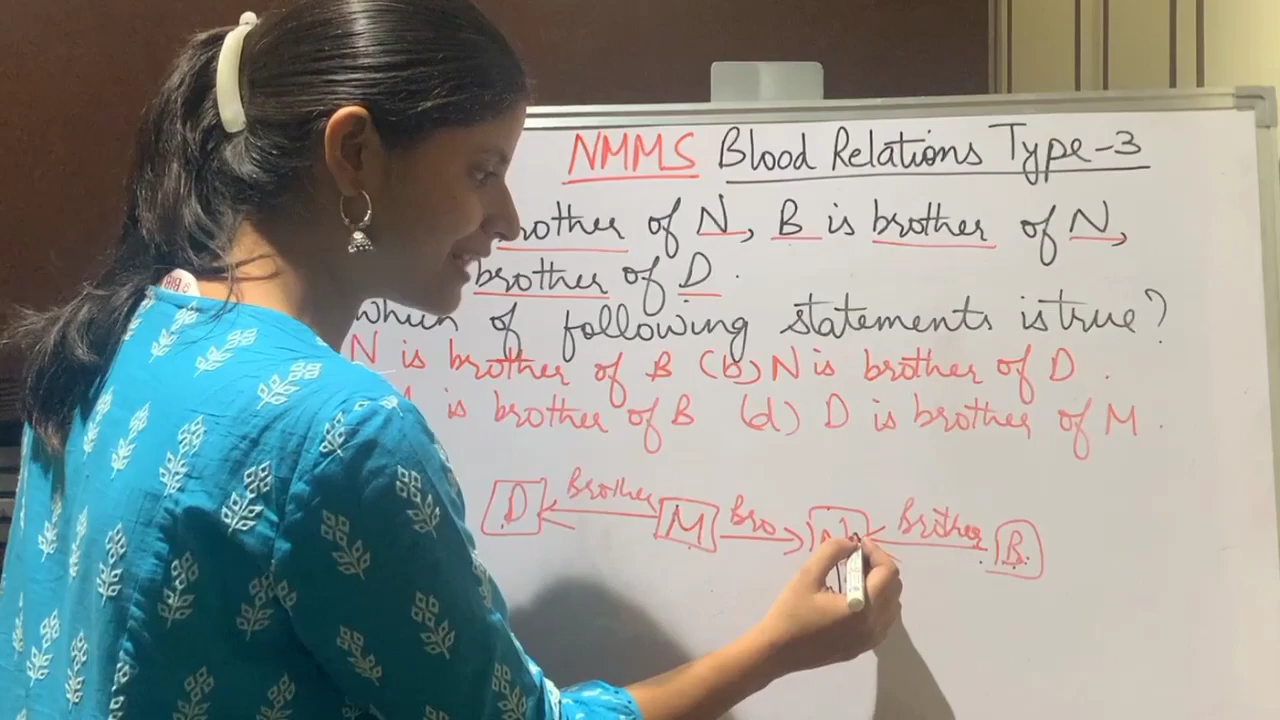 NMMS Blood Relations Type-3
brother of N, B is brother of N,
brother of D.
of following statements is true?
N is brother of B (b) N is brother of D.
is brother of B (d) D is brother of M.
D Brother M Bro N Brother B